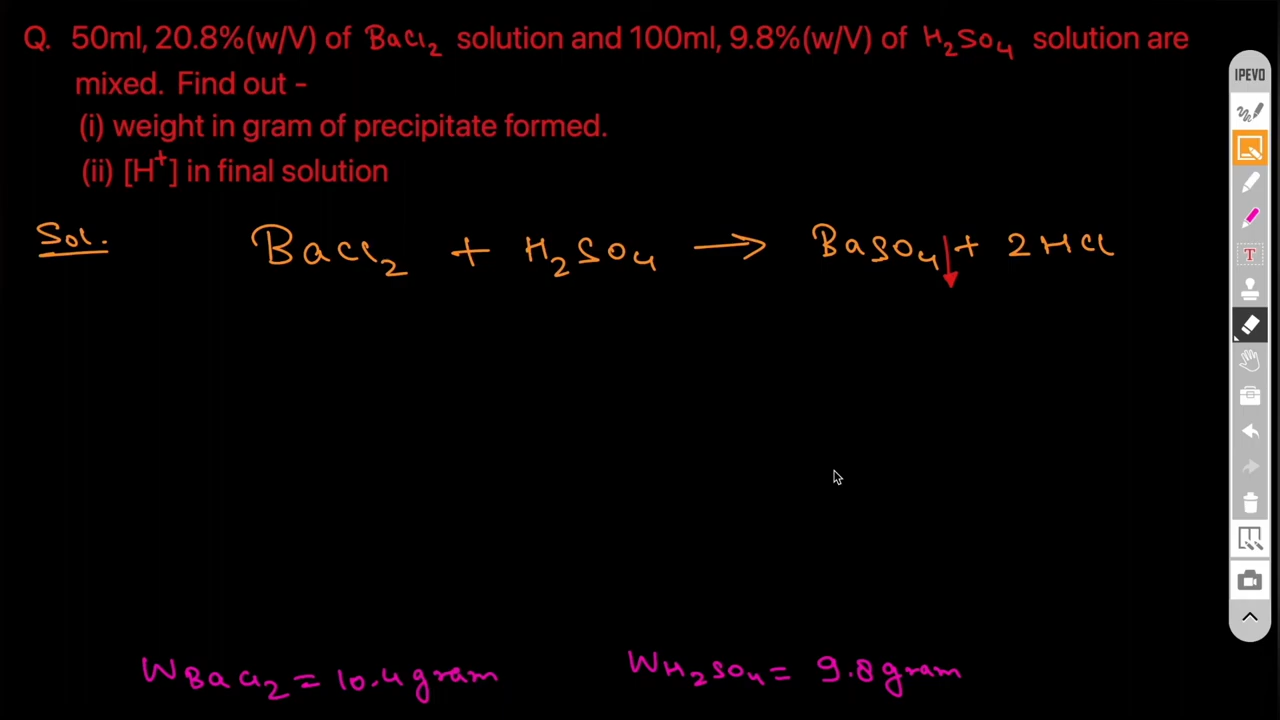 Q. 50ml, 20.8%(w/V) of BaCl₂ solution and 100ml, 9.8%(w/V) of H₂SO₄ solution are
mixed. Find out -
(i) weight in gram of precipitate formed.
(ii) [H⁺] in final solution
Sol. BaCl₂ + H₂SO₄ → BaSO₄↓ + 2HCl
W BaCl₂ = 10.4 gram W H₂SO₄ = 9.8 gram
IPEVO
T